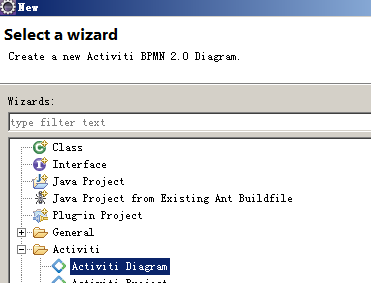 New
Select a wizard
Create a new Activiti BPMN 2.0 Diagram.
Wizards:
type filter text
Class
Interface
Java Project
Java Project from Existing Ant Buildfile
Plug-in Project
General
Activiti
Activiti Diagram
Activiti Project